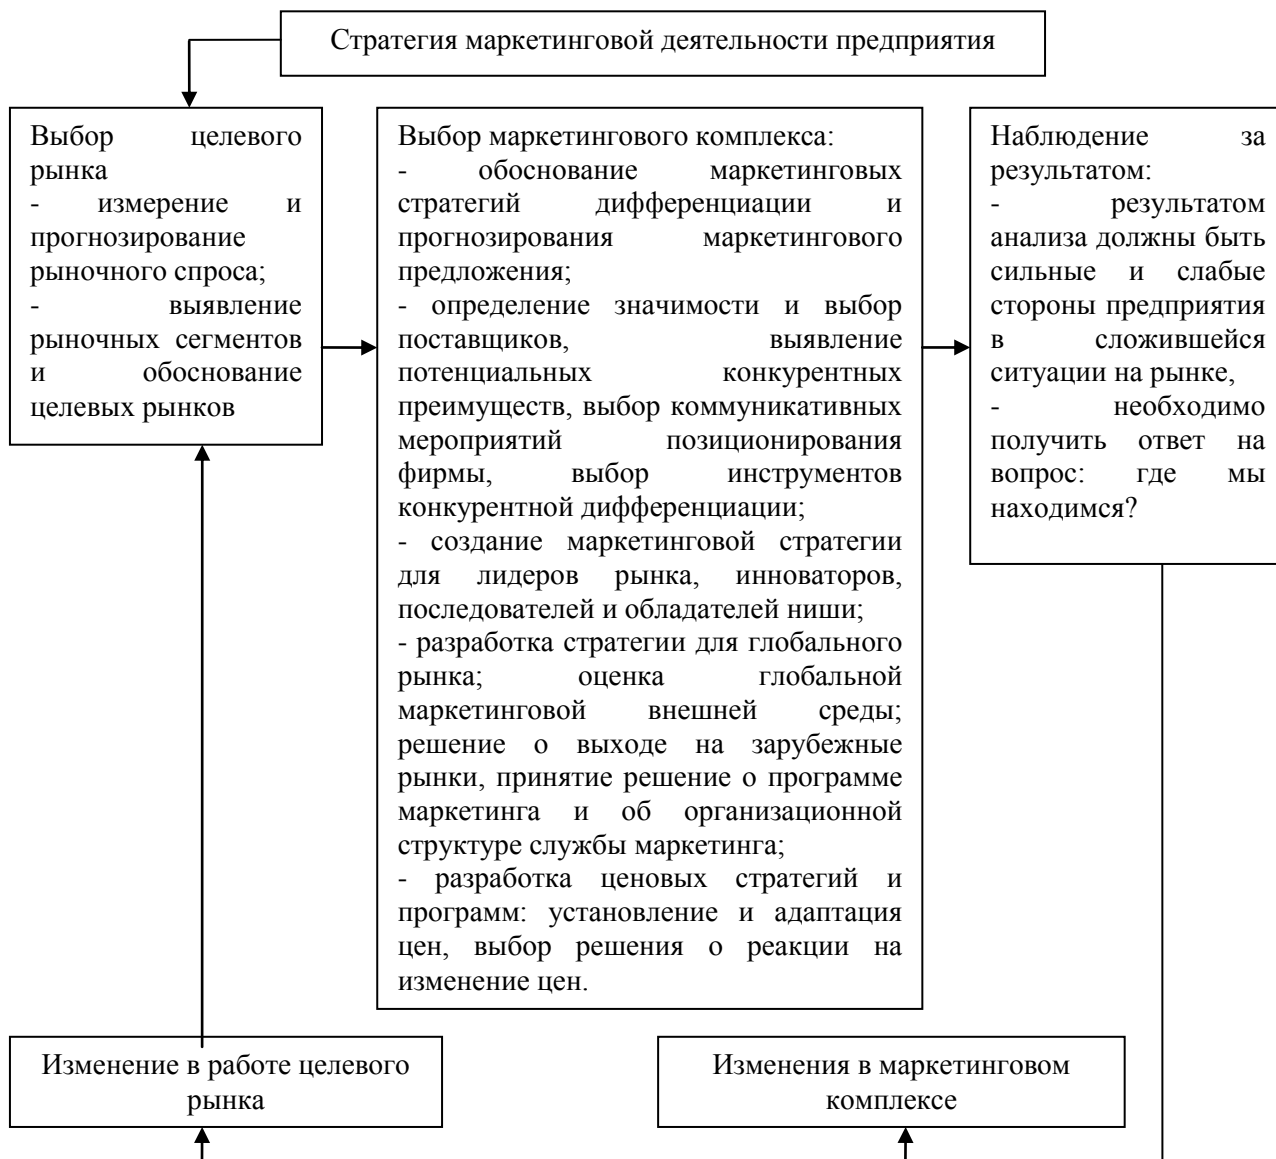 Стратегия маркетинговой деятельности предприятия
Выбор целевого
рынка
- измерение и
прогнозирование
рыночного спроса;
- выявление
рыночных сегментов
и обоснование
целевых рынков
Выбор маркетингового комплекса:
- обоснование маркетинговых
стратегий дифференциации и
прогнозирования маркетингового
предложения;
- определение значимости и выбор
поставщиков, выявление
потенциальных конкурентных
преимуществ, выбор коммуникативных
мероприятий позиционирования
фирмы, выбор инструментов
конкурентной дифференциации;
- создание маркетинговой стратегии
для лидеров рынка, инноваторов,
последователей и обладателей ниши;
- разработка стратегии для глобального
рынка; оценка глобальной
маркетинговой внешней среды;
решение о выходе на зарубежные
рынки, принятие решение о программе
маркетинга и об организационной
структуре службы маркетинга;
- разработка ценовых стратегий и
программ: установление и адаптация
цен, выбор решения о реакции на
изменение цен.
Наблюдение за
результатом:
- результатом
анализа должны быть
сильные и слабые
стороны предприятия
в сложившейся
ситуации на рынке,
- необходимо
получить ответ на
вопрос: где мы
находимся?
Изменение в работе целевого
рынка
Изменения в маркетинговом
комплексе